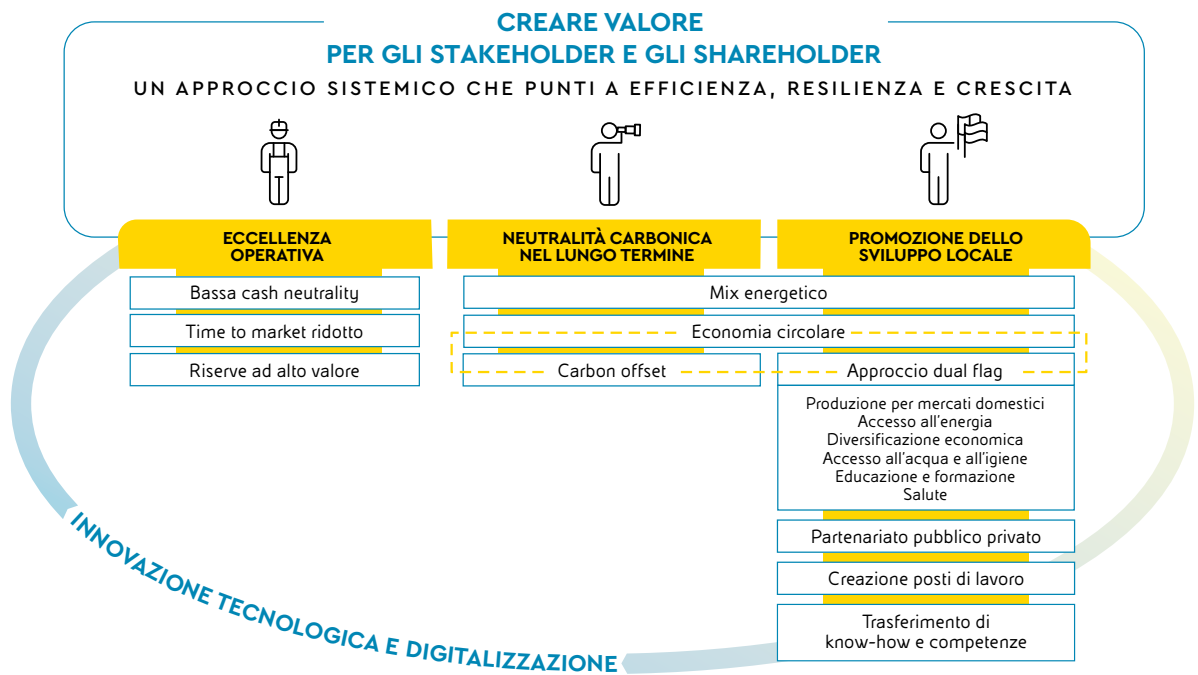 CREARE VALORE
PER GLI STAKEHOLDER E GLI SHAREHOLDER
UN APPROCCIO SISTEMICO CHE PUNTI A EFFICIENZA, RESILIENZA E CRESCITA
ECCELLENZA
OPERATIVA
Bassa cash neutrality
Time to market ridotto
Riserve ad alto valore
NEUTRALITÀ CARBONICA
NEL LUNGO TERMINE
PROMOZIONE DELLO
SVILUPPO LOCALE
Mix energetico
Economia circolare
Carbon offset
Approccio dual flag
Produzione per mercati domestici
Accesso all'energia
Diversificazione economica
Accesso all'acqua e all'igiene
Educazione e formazione
Salute
Partenariato pubblico privato
Creazione posti di lavoro
Trasferimento di
know-how e competenze
INNOVAZIONE TECNOLOGICA E DIGITALIZZAZIONE